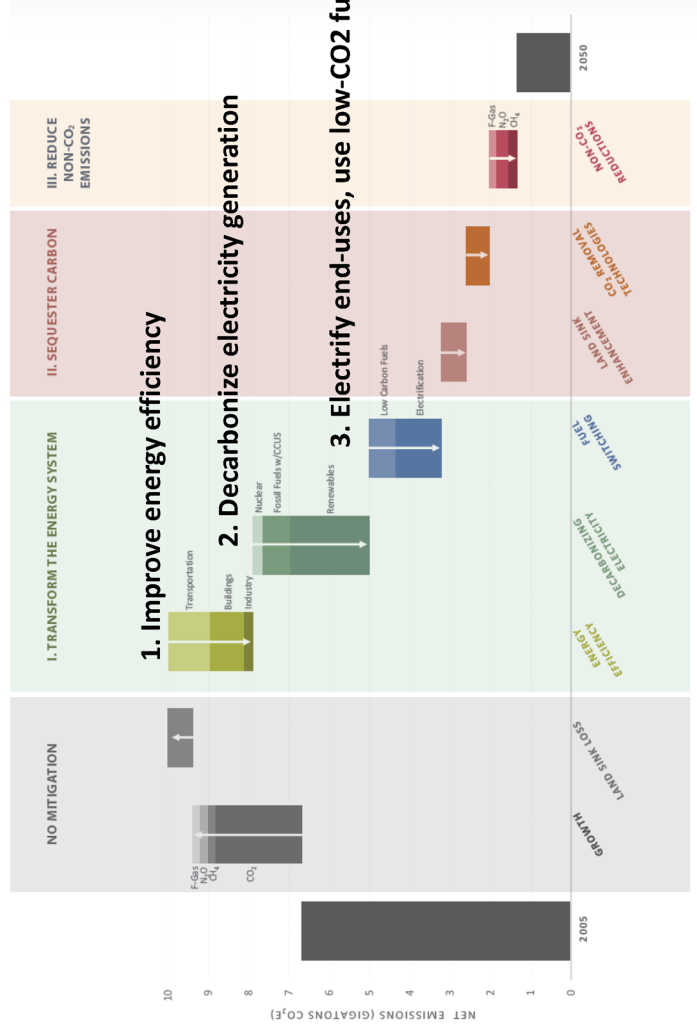 NO MITIGATION
I. TRANSFORM THE ENERGY SYSTEM
II. SEQUESTER CARBON
III. REDUCE
NON-CO₂
EMISSIONS
1. Improve energy efficiency
2. Decarbonize electricity generation
3. Electrify end-uses, use low-CO2 fu
NET EMISSIONS (GIGATONS CO₂E)
10
9
8
7
6
5
4
3
2
1
0
F-Gas
N₂O
CH₄
CO₂
Transportation
Buildings
Industry
Nuclear
Fossil Fuels w/CCUS
Renewables
Low Carbon Fuels
Electrification
F-Gas
N₂O
CH₄
2005
GROWTH
LAND SINK LOSS
ENERGY
EFFICIENCY
DECARBONIZING
ELECTRICITY
FUEL
SWITCHING
LAND SINK
ENHANCEMENT
CO₂ REMOVAL
TECHNOLOGIES
NON-CO₂
REDUCTIONS
2050